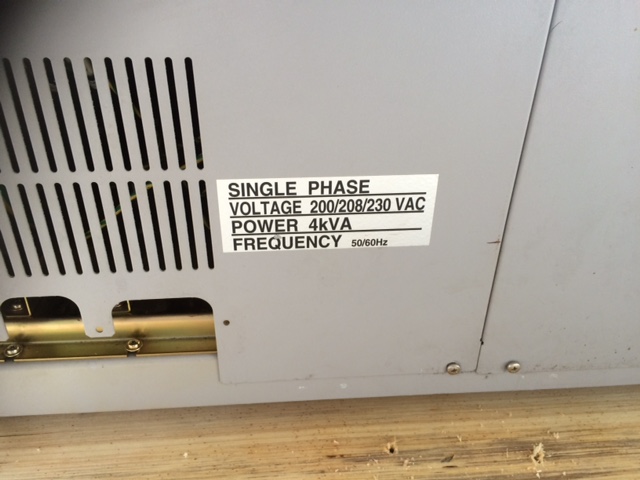 SINGLE PHASE
VOLTAGE 200/208/230 VAC
POWER 4kVA
FREQUENCY 50/60Hz